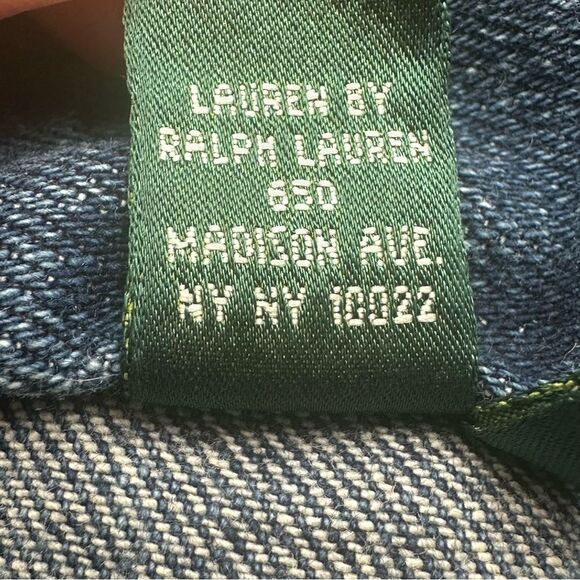 LAUREN BY
RALPH LAUREN
650
MADISON AVE.
NY NY 10022